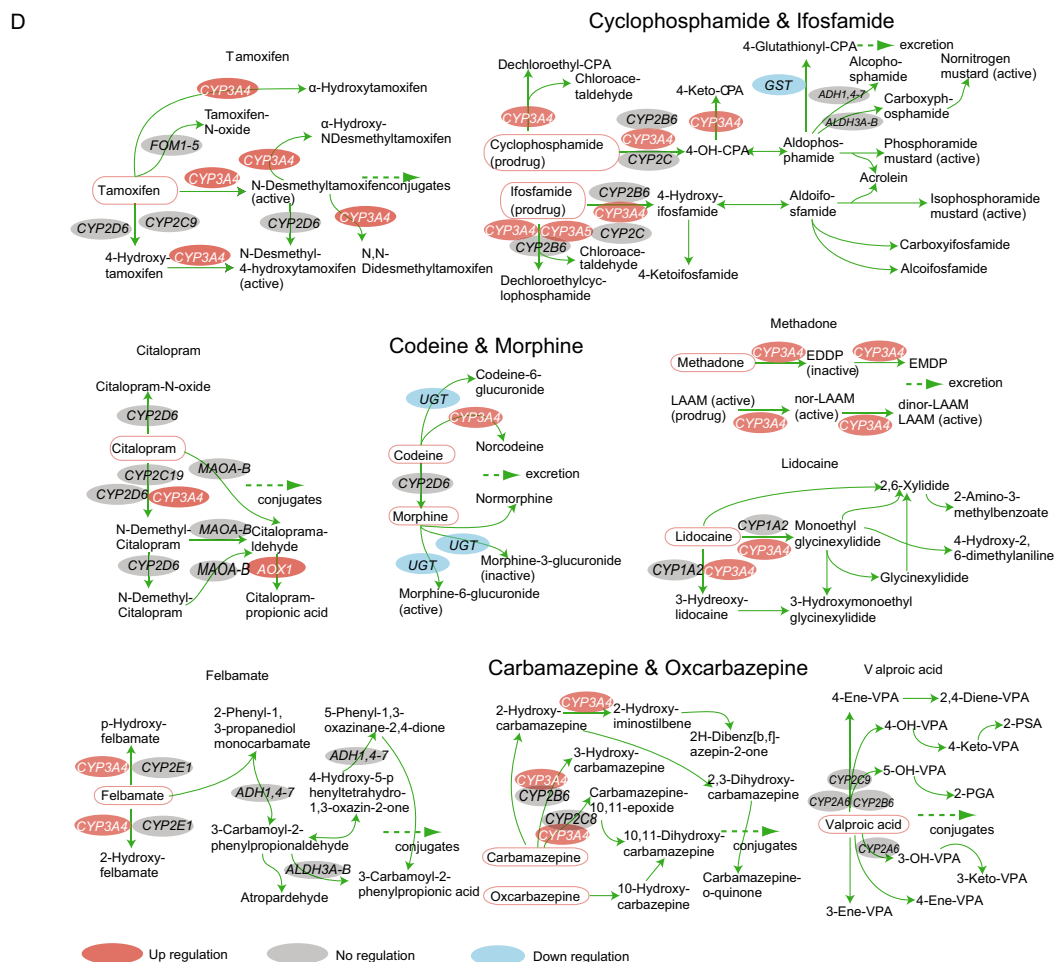 D
Cyclophosphamide & Ifosfamide
Tamoxifen
CYP3A4
α-Hydroxytamoxifen
Tamoxifen-
N-oxide
FOM1-5
α-Hydroxy-
NDesmethyltamoxifen
CYP3A4
CYP3A4
Tamoxifen
N-Desmethyltamoxifenconjugates
(active)
CYP2D6
CYP2C9
CYP2D6
CYP3A4
4-Hydroxy-
tamoxifen
CYP3A4
N-Desmethyl-
4-hydroxytamoxifen
(active)
N,N-
Didesmethyltamoxifen
Dechloroethyl-CPA
Chloroace-
taldehyde
CYP3A4
4-Keto-CPA
CYP3A4
4-Glutathionyl-CPA
excretion
GST
Alcopho-
sphamide
ADH1,4-7
Nornitrogen
mustard (active)
Carboxyph-
osphamide
ALDH3A-B
Cyclophosphamide
(prodrug)
CYP2B6
CYP3A4
CYP2C
4-OH-CPA
Aldophos-
phamide
Phosphoramide
mustard (active)
Acrolein
Ifosfamide
(prodrug)
CYP2B6
CYP3A4
CYP2C
4-Hydroxy-
ifosfamide
Aldoifo-
sfamide
Isophosphoramide
mustard (active)
CYP3A4
CYP3A5
CYP2B6
Chloroace-
taldehyde
Dechloroethylcyc-
lophosphamide
4-Ketoifosfamide
Carboxyifosfamide
Alcoifosfamide
Citalopram
Citalopram-N-oxide
CYP2D6
Citalopram
CYP2C19
CYP2D6
CYP3A4
MAOA-B
conjugates
N-Demethyl-
Citalopram
MAOA-B
Citaloprama-
ldehyde
CYP2D6
MAOA-B
AOX1
N-Demethyl-
Citalopram
Citalopram-
propionic acid
Codeine & Morphine
Codeine-6-
glucuronide
UGT
CYP3A4
Norcodeine
Codeine
CYP2D6
excretion
Normorphine
Morphine
UGT
UGT
Morphine-3-glucuronide
(inactive)
Morphine-6-glucuronide
(active)
Methadone
Methadone
CYP3A4
EDDP
(inactive)
CYP3A4
EMDP
excretion
LAAM (active)
(prodrug)
CYP3A4
nor-LAAM
(active)
CYP3A4
dinor-LAAM
LAAM (active)
Lidocaine
2,6-Xylidide
2-Amino-3-
methylbenzoate
Lidocaine
CYP1A2
CYP3A4
Monoethyl
glycinexylidide
4-Hydroxy-2,
6-dimethylaniline
CYP1A2
CYP3A4
Glycinexylidide
3-Hydreoxy-
lidocaine
3-Hydroxymonoethyl
glycinexylidide
Felbamate
p-Hydroxy-
felbamate
2-Phenyl-1,
3-propanediol
monocarbamate
5-Phenyl-1,3-
oxazinane-2,4-dione
CYP3A4
CYP2E1
ADH1,4-7
Felbamate
ADH1,4-7
4-Hydroxy-5-p
henyltetrahydro-
1,3-oxazin-2-one
CYP3A4
CYP2E1
2-Hydroxy-
felbamate
3-Carbamoyl-2-
phenylpropionaldehyde
conjugates
ALDH3A-B
Atropardehyde
3-Carbamoyl-2-
phenylpropionic acid
Carbamazepine & Oxcarbazepine
2-Hydroxy-
carbamazepine
CYP3A4
2-Hydroxy-
iminostilbene
2H-Dibenz[b,f]-
azepin-2-one
3-Hydroxy-
carbamazepine
CYP3A4
CYP2B6
Carbamazepine-
10,11-epoxide
2,3-Dihydroxy-
carbamazepine
CYP2C8
CYP3A4
10,11-Dihydroxy-
carbamazepine
conjugates
Carbamazepine
Oxcarbazepine
10-Hydroxy-
carbazepine
Carbamazepine-
o-quinone
Valproic acid
4-Ene-VPA
2,4-Diene-VPA
4-OH-VPA
2-PSA
4-Keto-VPA
5-OH-VPA
CYP2C9
CYP2A6
CYP2B6
2-PGA
Valproic acid
conjugates
CYP2A6
3-OH-VPA
3-Keto-VPA
4-Ene-VPA
3-Ene-VPA
Up regulation
No regulation
Down regulation